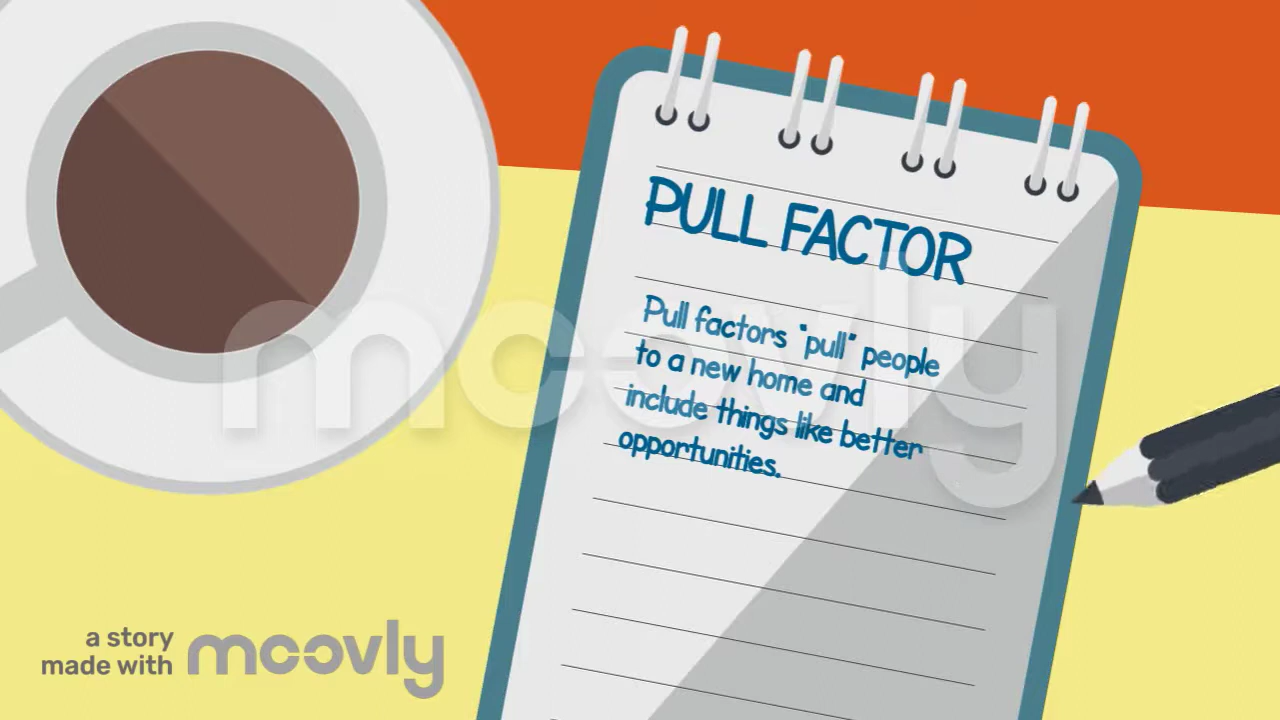 PULL FACTOR
Pull factors "pull" people
to a new home and
include things like better
opportunities.
moovly
a story
made with moovly